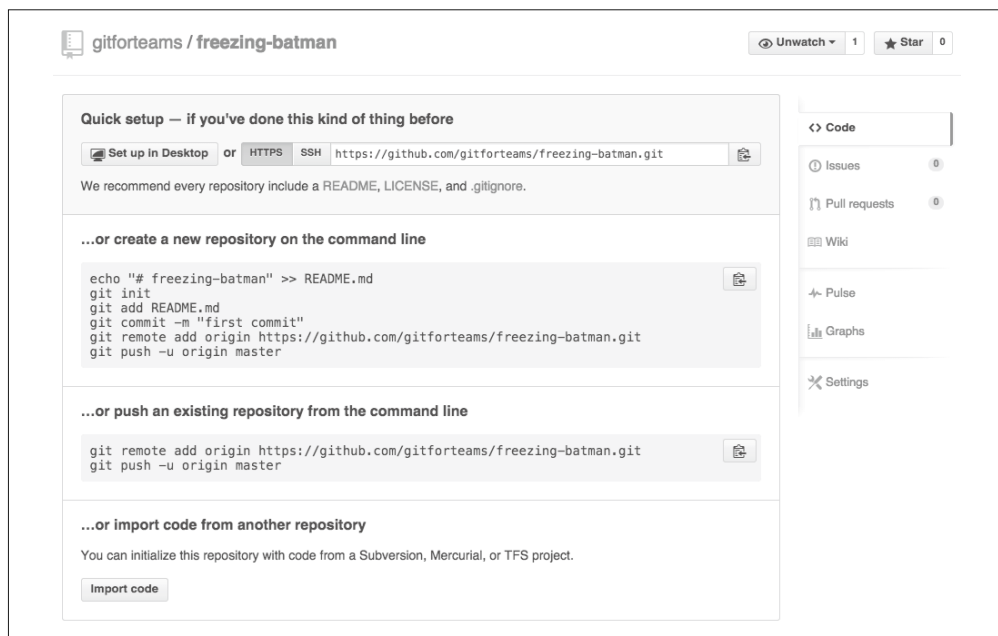 gitforteams / freezing-batman
Unwatch 1
Star 0
Quick setup — if you've done this kind of thing before
Set up in Desktop or HTTPS SSH https://github.com/gitforteams/freezing-batman.git
We recommend every repository include a README, LICENSE, and .gitignore.
...or create a new repository on the command line
echo "# freezing-batman" >> README.md
git init
git add README.md
git commit -m "first commit"
git remote add origin https://github.com/gitforteams/freezing-batman.git
git push -u origin master
...or push an existing repository from the command line
git remote add origin https://github.com/gitforteams/freezing-batman.git
git push -u origin master
...or import code from another repository
You can initialize this repository with code from a Subversion, Mercurial, or TFS project.
Import code
<> Code
Issues 0
Pull requests 0
Wiki
Pulse
Graphs
Settings